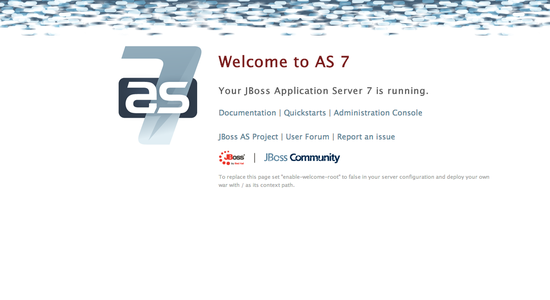 7
as
Welcome to AS 7
Your JBoss Application Server 7 is running.
Documentation | Quickstarts | Administration Console
JBoss AS Project | User Forum | Report an issue
JBoss | JBoss Community
To replace this page set "enable-welcome-root" to false in your server configuration and deploy your own
war with / as its context path.